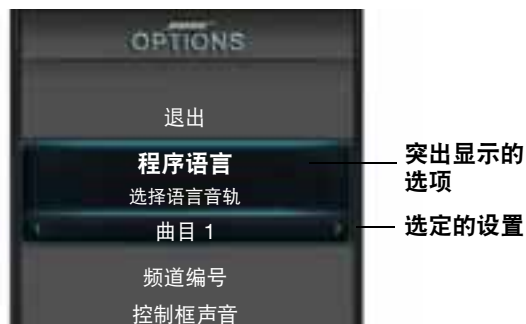 OPTIONS
退出
程序语言
选择语言音轨
曲目 1
频道编号
控制框声音
突出显示的
选项
选定的设置